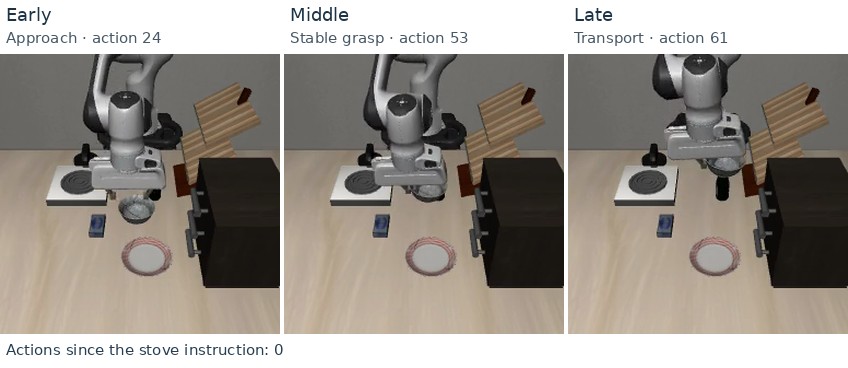 Early
Approach · action 24
Middle
Stable grasp · action 53
Late
Transport · action 61
Actions since the stove instruction: 0